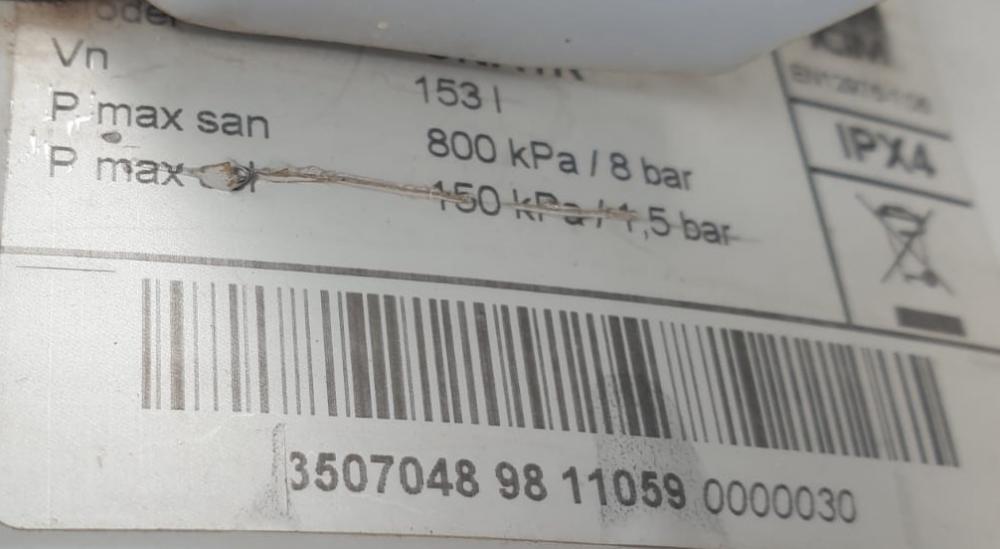 Vn 153 l
P max san 800 kPa / 8 bar
P max 150 kPa / 1,5 bar
IPX4
3507048 98 11059 0000030